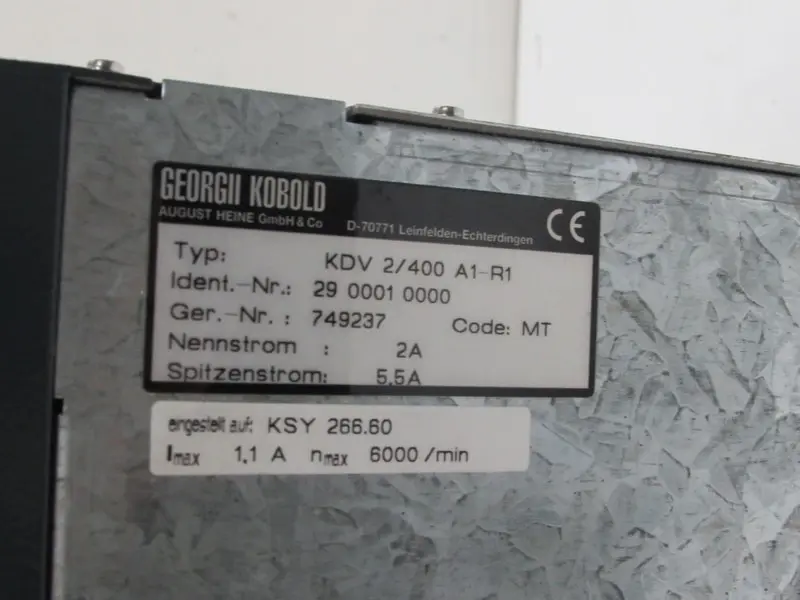 GEORGII KOBOLD
AUGUST HEINE GmbH & Co D-70771 Leinfelden-Echterdingen CE
Typ: KDV 2/400 A1-R1
Ident.-Nr.: 29 0001 0000
Ger.-Nr. : 749237 Code: MT
Nennstrom : 2A
Spitzenstrom: 5.5A
eingestellt auf: KSY 266.60
Imax 1,1 A nmax 6000 /min